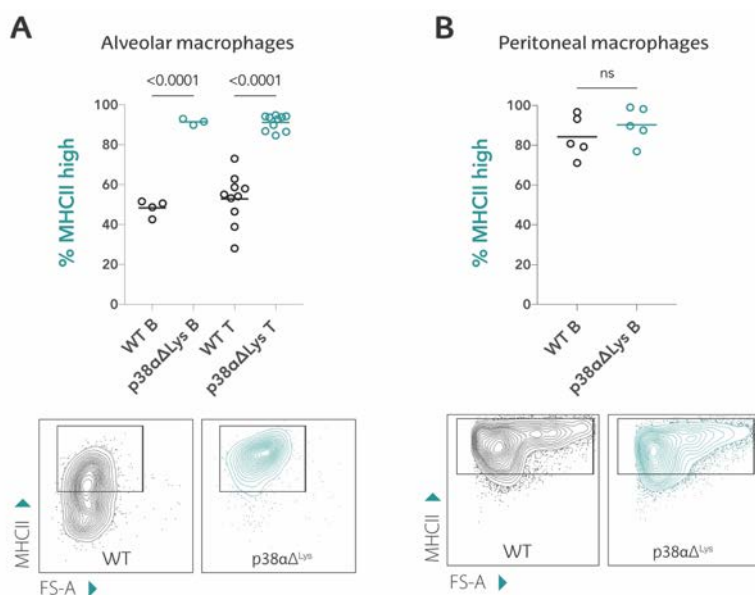 A
Alveolar macrophages
<0.0001
<0.0001
% MHCII high
100
80
60
40
20
0
WT B
p38αΔLys B
WT T
p38αΔLys T
MHCII
WT
p38αΔLys
FS-A
B
Peritoneal macrophages
ns
% MHCII high
100
80
60
40
20
0
WT B
p38αΔLys B
MHCII
WT
p38αΔLys
FS-A